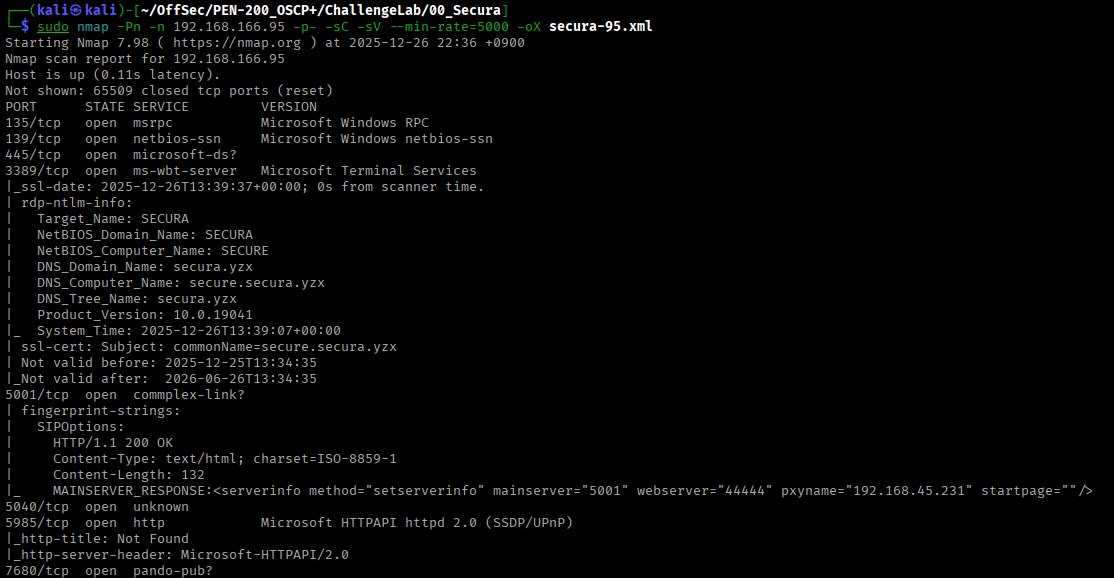 ┌──(kali㉿kali)-[~/OffSec/PEN-200_OSCP+/ChallengeLab/00_Secura]
└─$ sudo nmap -Pn -n 192.168.166.95 -p- -sC -sV --min-rate=5000 -oX secura-95.xml
Starting Nmap 7.98 ( https://nmap.org ) at 2025-12-26 22:36 +0900
Nmap scan report for 192.168.166.95
Host is up (0.11s latency).
Not shown: 65509 closed tcp ports (reset)
PORT      STATE SERVICE         VERSION
135/tcp   open  msrpc           Microsoft Windows RPC
139/tcp   open  netbios-ssn     Microsoft Windows netbios-ssn
445/tcp   open  microsoft-ds?
3389/tcp  open  ms-wbt-server   Microsoft Terminal Services
|_ssl-date: 2025-12-26T13:39:37+00:00; 0s from scanner time.
| rdp-ntlm-info:
|   Target_Name: SECURA
|   NetBIOS_Domain_Name: SECURA
|   NetBIOS_Computer_Name: SECURE
|   DNS_Domain_Name: secura.yzx
|   DNS_Computer_Name: secure.secura.yzx
|   DNS_Tree_Name: secura.yzx
|   Product_Version: 10.0.19041
|_  System_Time: 2025-12-26T13:39:07+00:00
| ssl-cert: Subject: commonName=secure.secura.yzx
| Not valid before: 2025-12-25T13:34:35
|_Not valid after:  2026-06-26T13:34:35
5001/tcp  open  commplex-link?
| fingerprint-strings:
|   SIPOptions:
|     HTTP/1.1 200 OK
|     Content-Type: text/html; charset=ISO-8859-1
|     Content-Length: 132
|_    MAINSERVER_RESPONSE:<serverinfo method="setserverinfo" mainserver="5001" webserver="44444" pxyname="192.168.45.231" startpage=""/>
5040/tcp  open  unknown
5985/tcp  open  http            Microsoft HTTPAPI httpd 2.0 (SSDP/UPnP)
|_http-title: Not Found
|_http-server-header: Microsoft-HTTPAPI/2.0
7680/tcp  open  pando-pub?